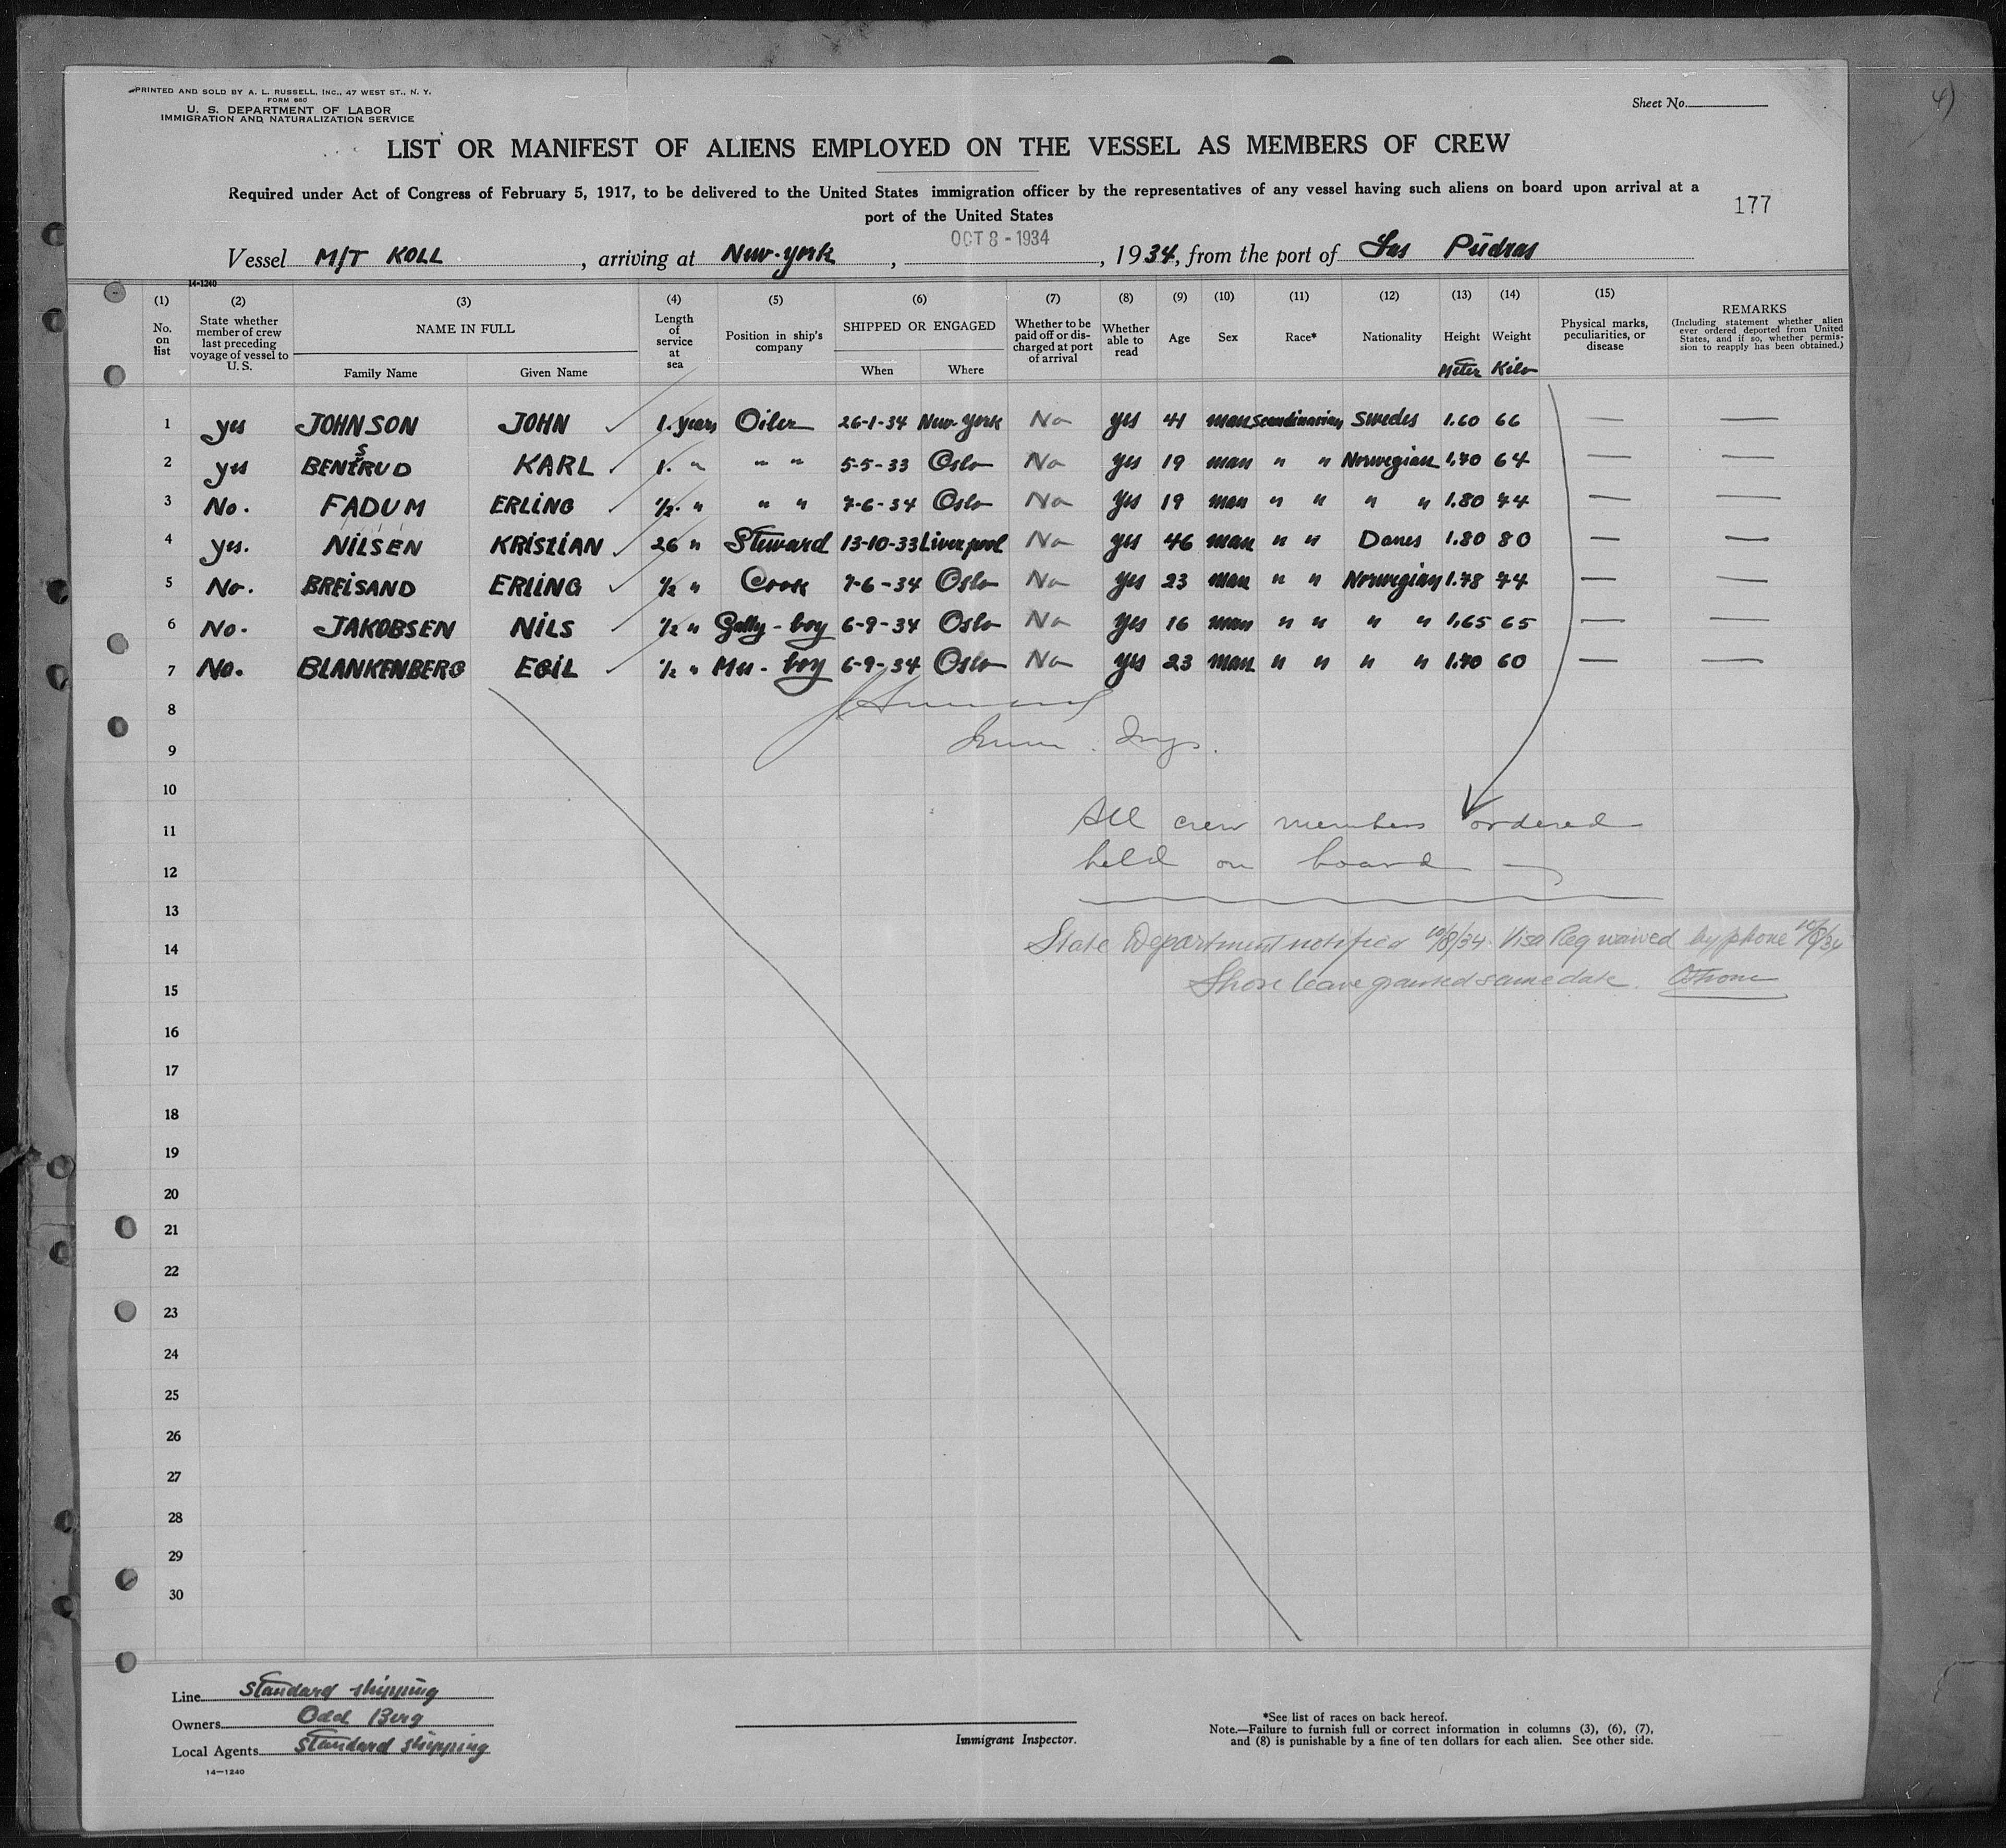 PRINTED AND SOLD BY A. L. RUSSELL, INC., 47 WEST ST., N. Y.
FORM 660
U. S. DEPARTMENT OF LABOR
IMMIGRATION AND NATURALIZATION SERVICE
Sheet No.
4)
LIST OR MANIFEST OF ALIENS EMPLOYED ON THE VESSEL AS MEMBERS OF CREW
Required under Act of Congress of February 5, 1917, to be delivered to the United States immigration officer by the representatives of any vessel having such aliens on board upon arrival at a
port of the United States
177
OCT 8 - 1934
Vessel M/T KOLL, arriving at New-york, , 1934, from the port of Las Piedras
14-1240
(1) (2) (3) (4) (5) (6) (7) (8) (9) (10) (11) (12) (13) (14) (15)
No. on list
State whether member of crew last preceding voyage of vessel to U. S.
NAME IN FULL
Family Name Given Name
Length of service at sea
Position in ship's company
SHIPPED OR ENGAGED
When Where
Whether to be paid off or discharged at port of arrival
Whether able to read
Age
Sex
Race*
Nationality
Height Meter
Weight Kilo
Physical marks, peculiarities, or disease
REMARKS
(Including statement whether alien ever ordered deported from United States, and if so, whether permission to reapply has been obtained.)
1 yes JOHNSON JOHN 1. years Oiler 26-1-34 New-york No yes 41 man Scandinavian Swedes 1.60 66 — —
2 yes BENTSRUD KARL 1. " " " 5-5-33 Oslo No yes 19 man " " Norwegian 1.70 64 — —
3 No. FADUM ERLING 1/2. " " " 7-6-34 Oslo No yes 19 man " " " " 1.80 74 — —
4 yes. NILSEN KRISTIAN 26 " Steward 13-10-33 Liverpool No yes 46 man " " Danes 1.80 80 — —
5 No. BREISAND ERLING 1/2 " Cook 7-6-34 Oslo No yes 23 man " " Norwegian 1.78 74 — —
6 No. JAKOBSEN NILS 1/2 " Gally-boy 6-9-34 Oslo No yes 16 man " " " " 1.65 65 — —
7 No. BLANKENBERG EGIL 1/2 " Mes-boy 6-9-34 Oslo No yes 23 man " " " " 1.70 60 — —
8
9 Imm. Insp.
10
11 All crew members ordered
12 held on board
13
14 State Department notified 10/8/34. Visa Req waived by phone 10/8/34
15 Shore leave granted same date.
16
17
18
19
20
21
22
23
24
25
26
27
28
29
30
Line Standard shipping
Owners Odd Berg
Local Agents Standard shipping
14—1240
Immigrant Inspector.
*See list of races on back hereof.
Note.—Failure to furnish full or correct information in columns (3), (6), (7),
and (8) is punishable by a fine of ten dollars for each alien. See other side.